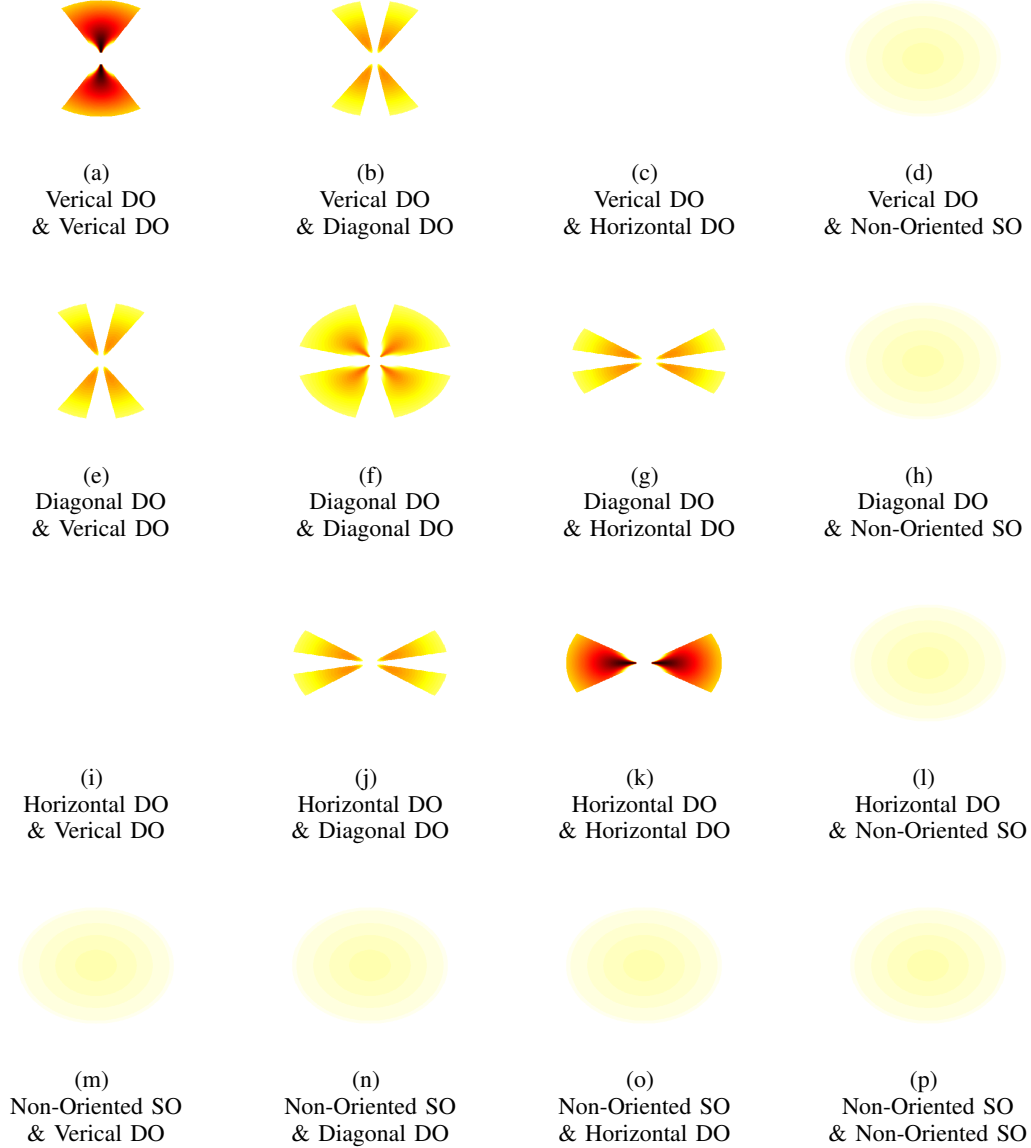 (a)
Verical DO
& Verical DO
(b)
Verical DO
& Diagonal DO
(c)
Verical DO
& Horizontal DO
(d)
Verical DO
& Non-Oriented SO
(e)
Diagonal DO
& Verical DO
(f)
Diagonal DO
& Diagonal DO
(g)
Diagonal DO
& Horizontal DO
(h)
Diagonal DO
& Non-Oriented SO
(i)
Horizontal DO
& Verical DO
(j)
Horizontal DO
& Diagonal DO
(k)
Horizontal DO
& Horizontal DO
(l)
Horizontal DO
& Non-Oriented SO
(m)
Non-Oriented SO
& Verical DO
(n)
Non-Oriented SO
& Diagonal DO
(o)
Non-Oriented SO
& Horizontal DO
(p)
Non-Oriented SO
& Non-Oriented SO